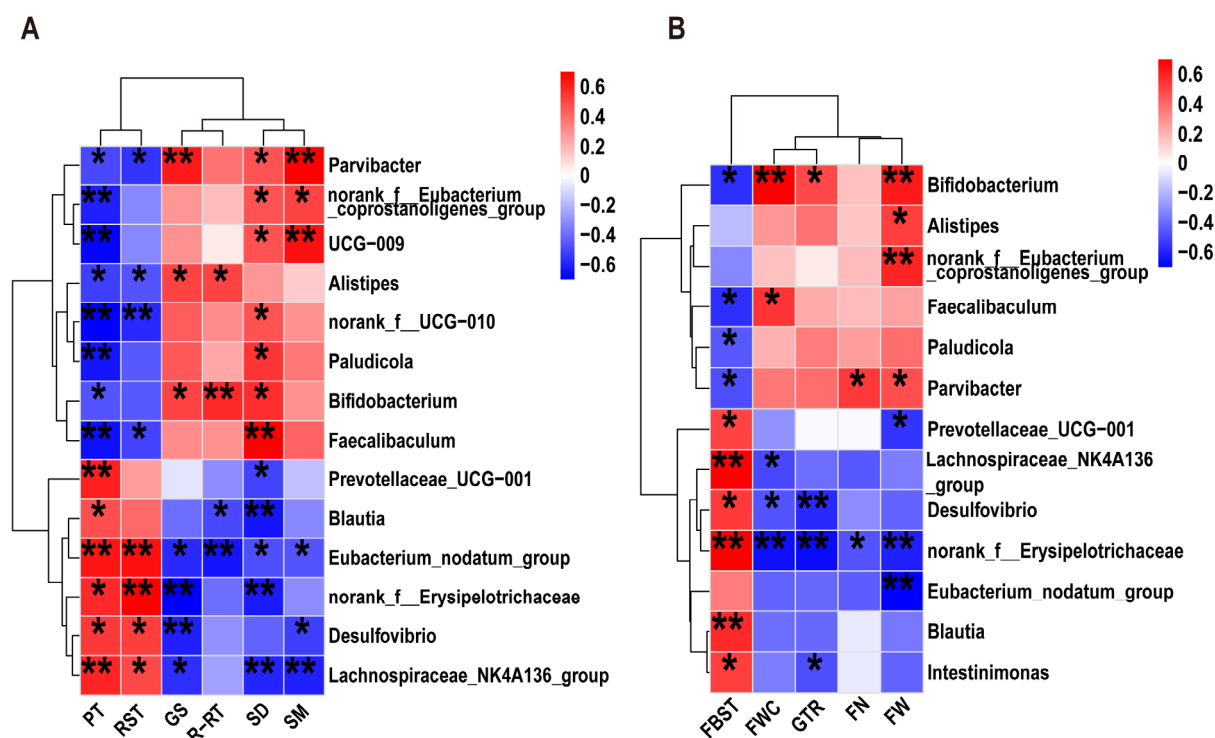 A
0.6
0.4
0.2
0
−0.2
−0.4
−0.6
* * ** * ** Parvibacter
** * * norank_f__Eubacterium
_coprostanoligenes_group
** * ** UCG−009
* * * * Alistipes
** ** * norank_f__UCG−010
** * Paludicola
* * ** * Bifidobacterium
** * ** Faecalibaculum
** * Prevotellaceae_UCG−001
* * ** Blautia
** ** * ** * * Eubacterium_nodatum_group
* ** ** ** norank_f__Erysipelotrichaceae
* * ** * Desulfovibrio
** * * ** ** Lachnospiraceae_NK4A136_group
PT RST GS R−RT SD SM
B
0.6
0.4
0.2
0
−0.2
−0.4
−0.6
* ** * ** Bifidobacterium
* Alistipes
** norank_f__Eubacterium
_coprostanoligenes_group
* * Faecalibaculum
* Paludicola
* * * Parvibacter
* * Prevotellaceae_UCG−001
** * Lachnospiraceae_NK4A136
_group
* * ** Desulfovibrio
** ** ** * ** norank_f__Erysipelotrichaceae
** Eubacterium_nodatum_group
** Blautia
* * Intestinimonas
FBST FWC GTR FN FW